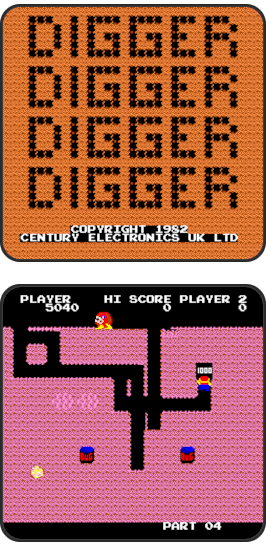 DIGGER
DIGGER
DIGGER
DIGGER
COPYRIGHT 1982
CENTURY ELECTRONICS UK LTD
PLAYER HI SCORE PLAYER 2
5040 0 0
1000
PART 04